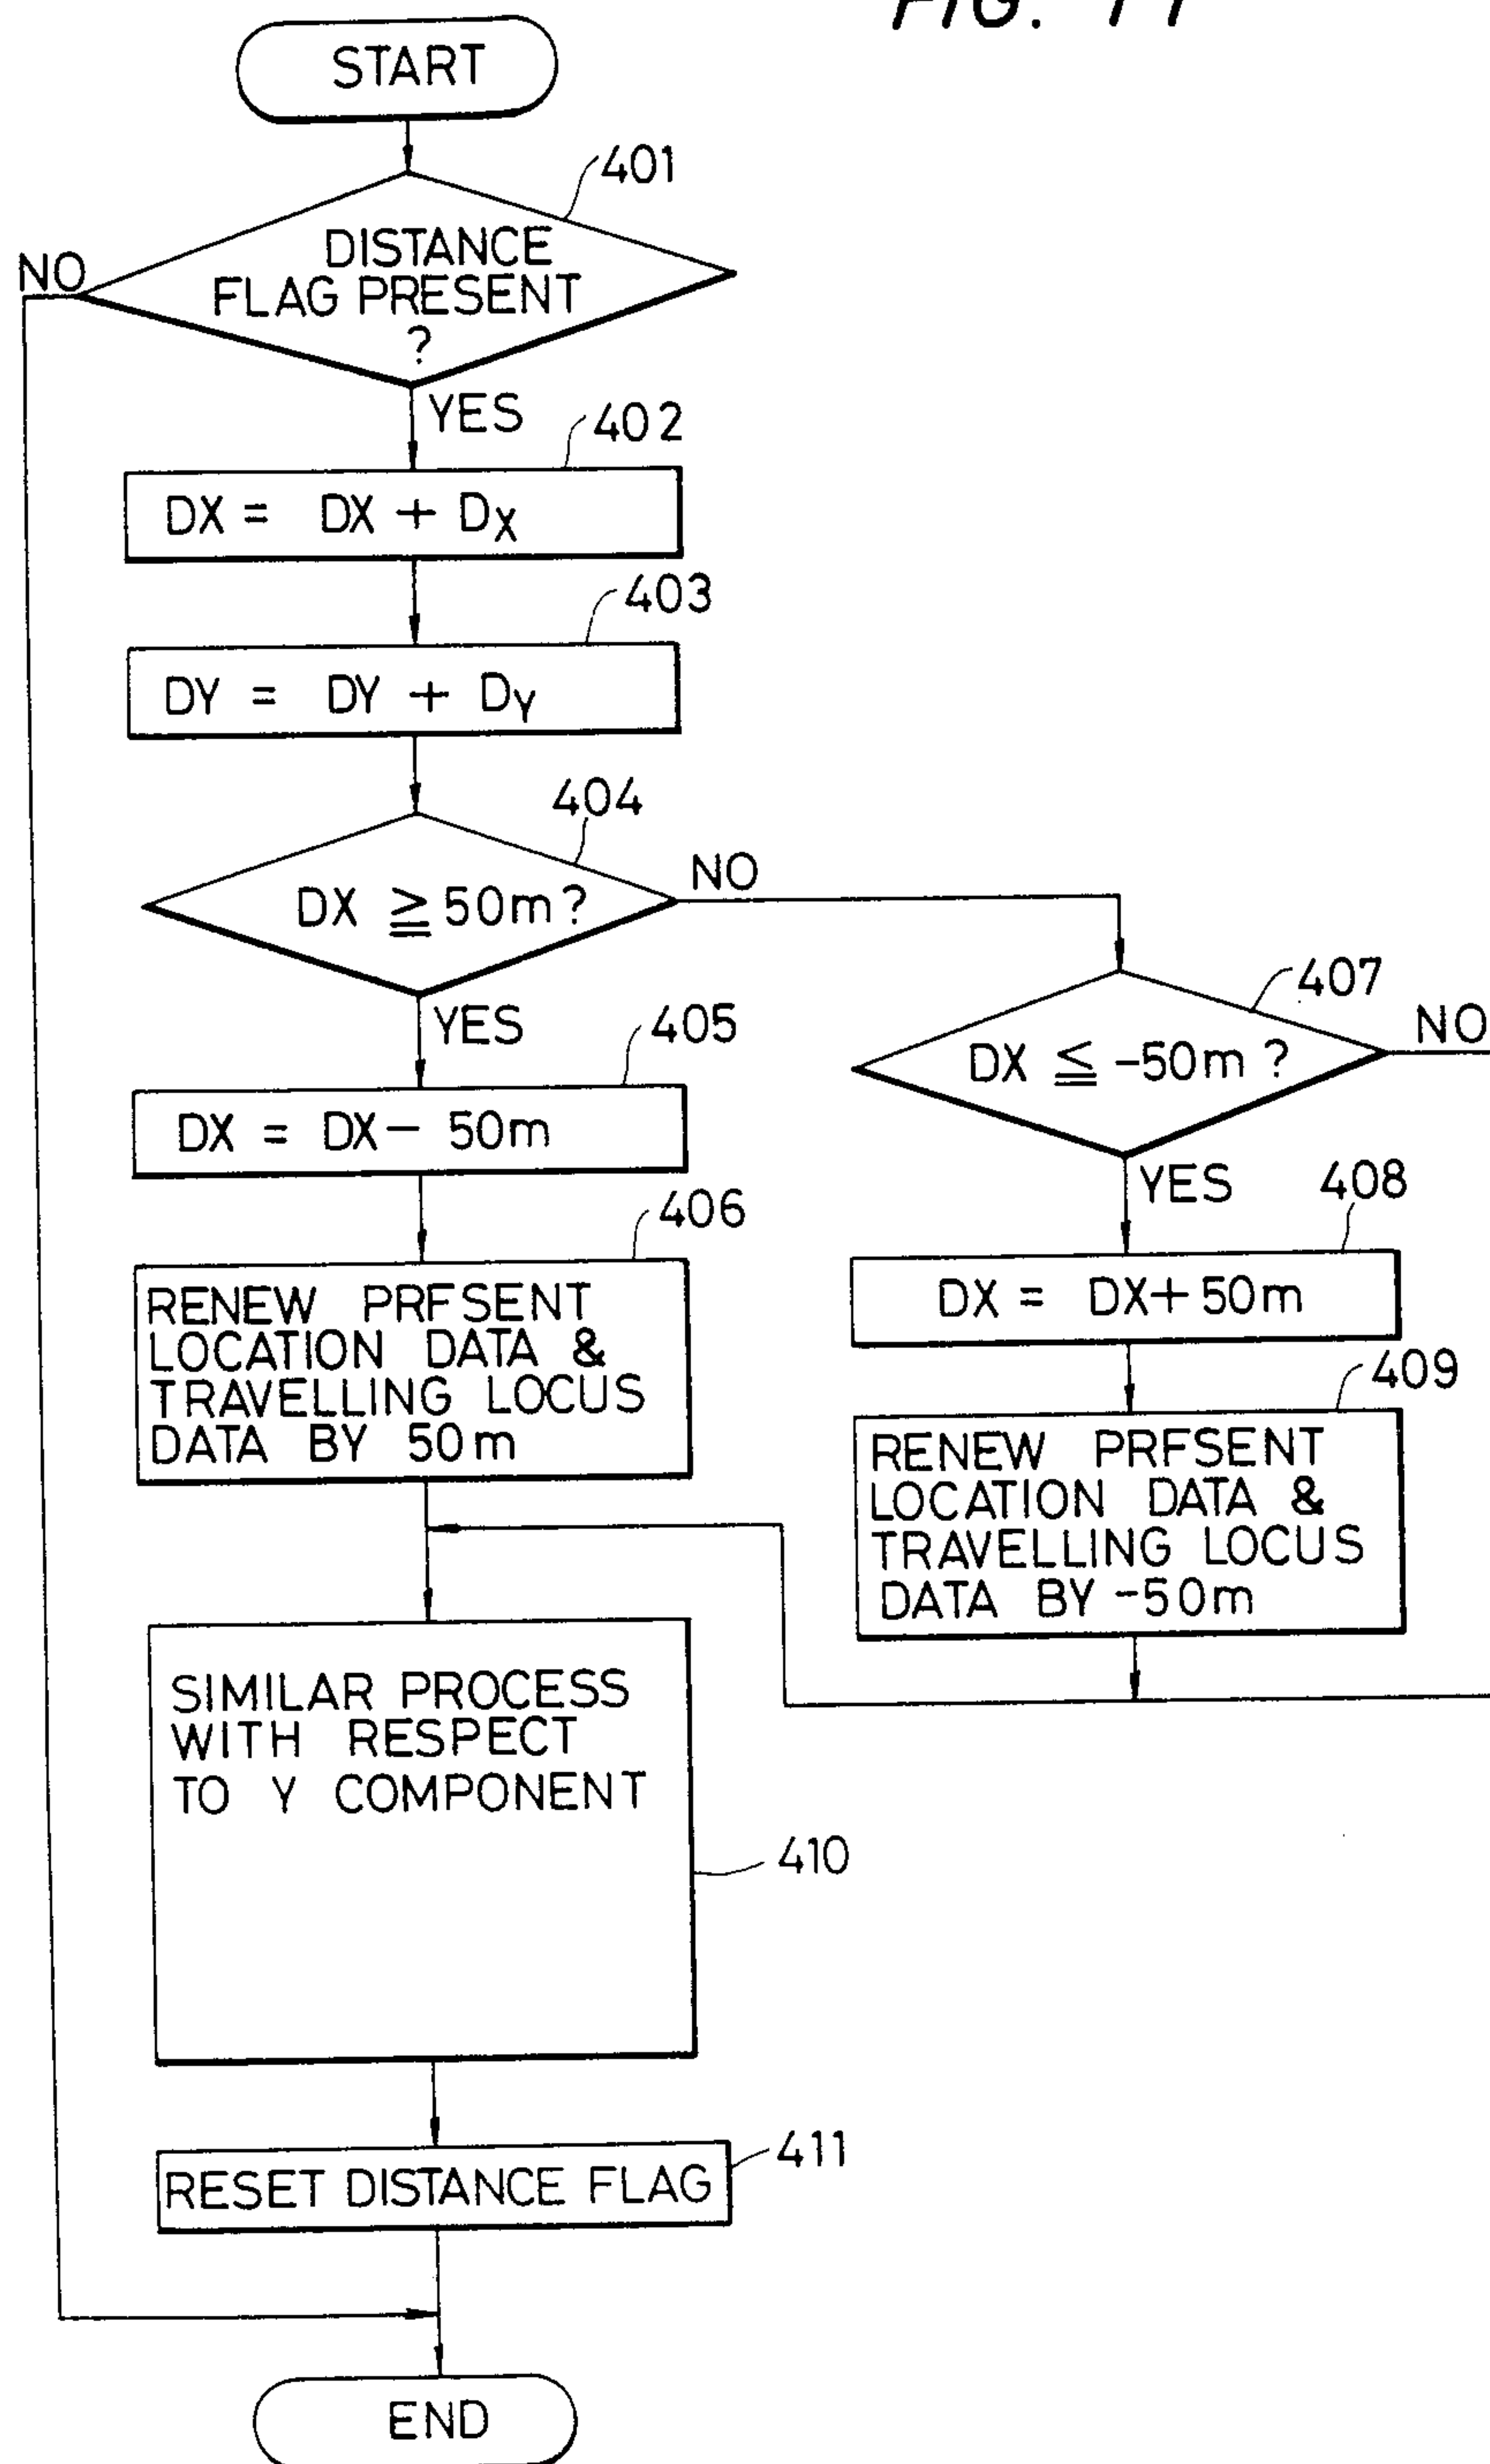 FIG. 11
START
401
DISTANCE
FLAG PRESENT
?
NO
YES
402
DX = DX + Dx
403
DY = DY + Dy
404
DX ≧ 50m?
NO
YES
405
DX = DX - 50m
406
RENEW PRFSENT
LOCATION DATA &
TRAVELLING LOCUS
DATA BY 50m
407
DX ≦ -50m ?
NO
YES
408
DX = DX + 50m
409
RENEW PRFSENT
LOCATION DATA &
TRAVELLING LOCUS
DATA BY -50m
SIMILAR PROCESS
WITH RESPECT
TO Y COMPONENT
410
RESET DISTANCE FLAG
411
END